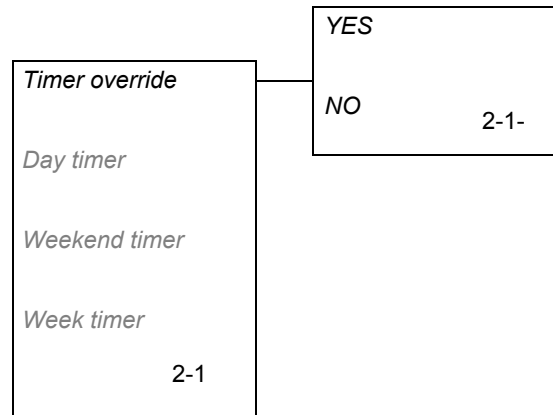 YES
NO
2-1-
Timer override
Day timer
Weekend timer
Week timer
2-1